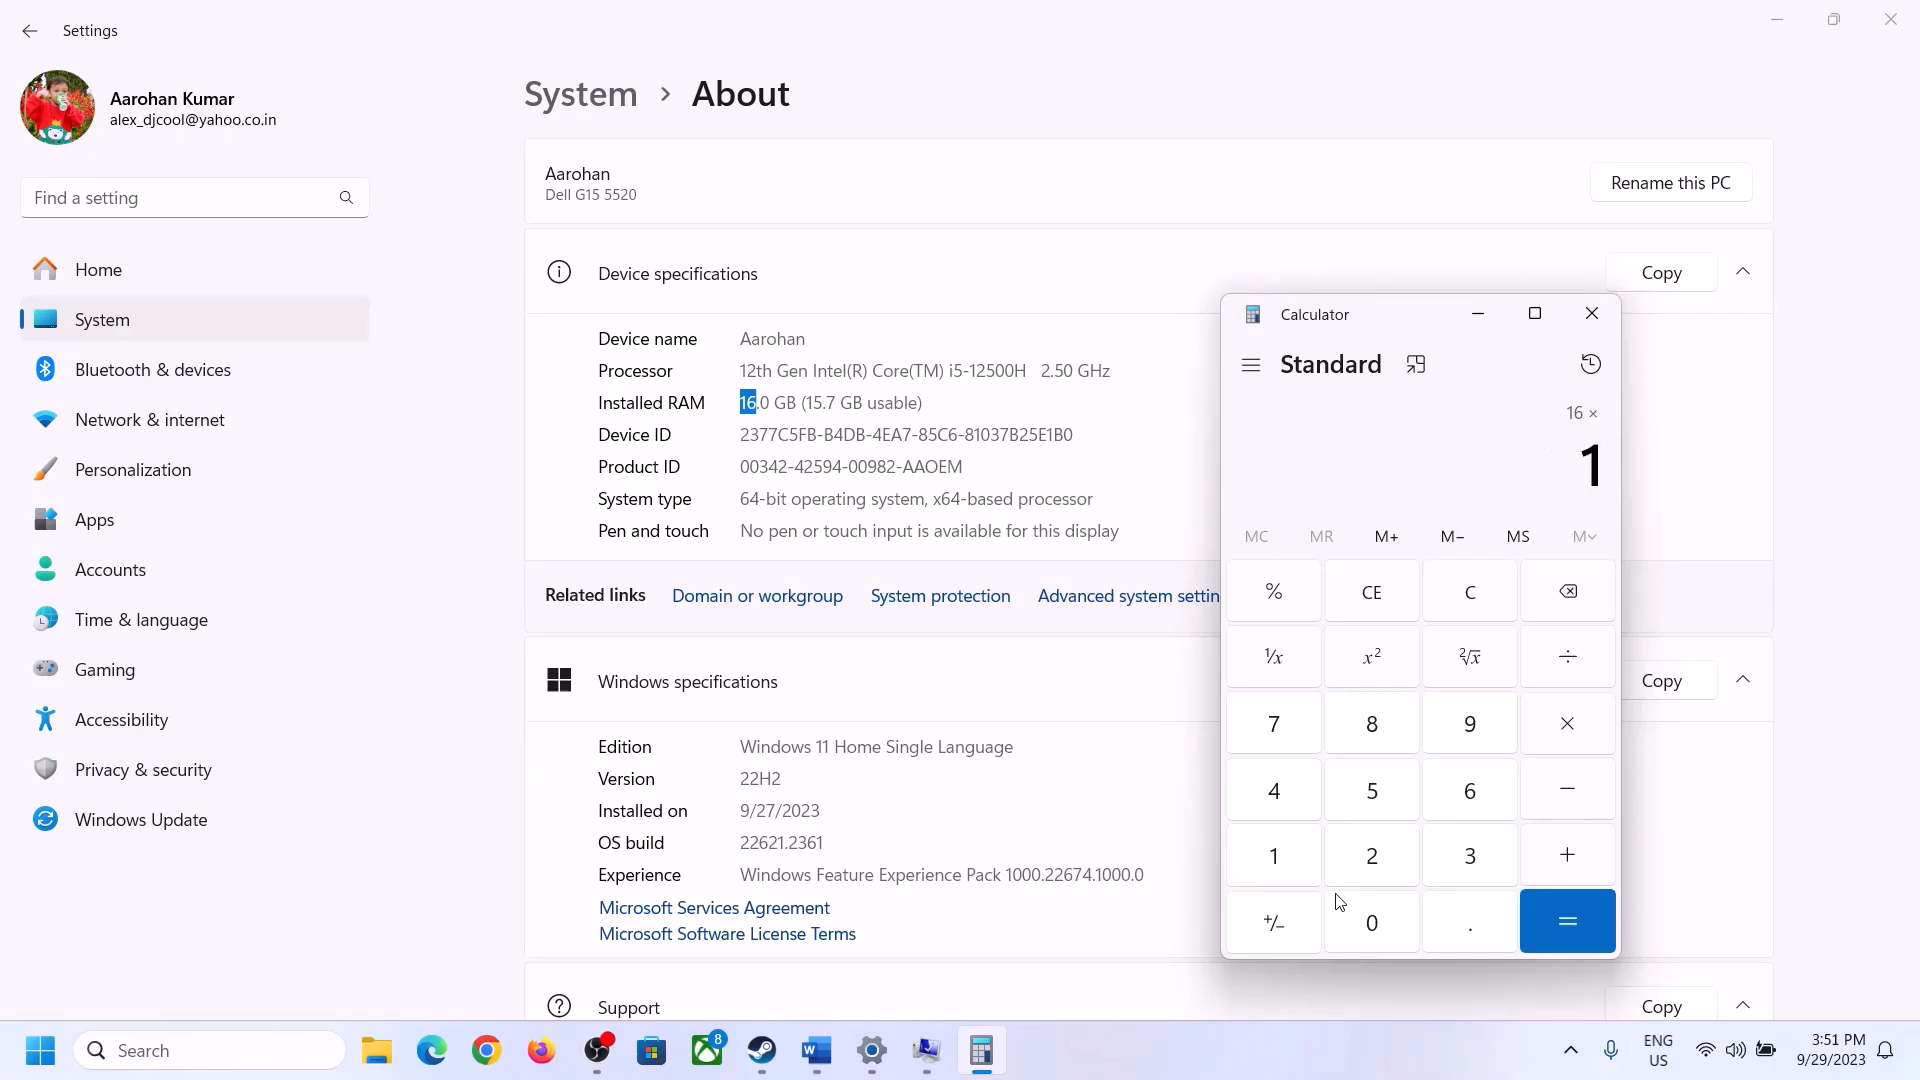 Settings
Aarohan Kumar
alex_djcool@yahoo.co.in
Find a setting
Home
System
Bluetooth & devices
Network & internet
Personalization
Apps
Accounts
Time & language
Gaming
Accessibility
Privacy & security
Windows Update
System > About
Aarohan
Dell G15 5520
Rename this PC
Device specifications
Copy
Device name Aarohan
Processor 12th Gen Intel(R) Core(TM) i5-12500H 2.50 GHz
Installed RAM 16.0 GB (15.7 GB usable)
Device ID 2377C5FB-B4DB-4EA7-85C6-81037B25E1B0
Product ID 00342-42594-00982-AAOEM
System type 64-bit operating system, x64-based processor
Pen and touch No pen or touch input is available for this display
Related links Domain or workgroup System protection Advanced system settin
Windows specifications
Copy
Edition Windows 11 Home Single Language
Version 22H2
Installed on 9/27/2023
OS build 22621.2361
Experience Windows Feature Experience Pack 1000.22674.1000.0
Microsoft Services Agreement
Microsoft Software License Terms
Support
Copy
Calculator
Standard
16 ×
1
MC MR M+ M− MS M
% CE C
¹/x x² ²√x ÷
7 8 9 ×
4 5 6 −
1 2 3 +
+/− 0 . =
Search
8
ENG
US
3:51 PM
9/29/2023